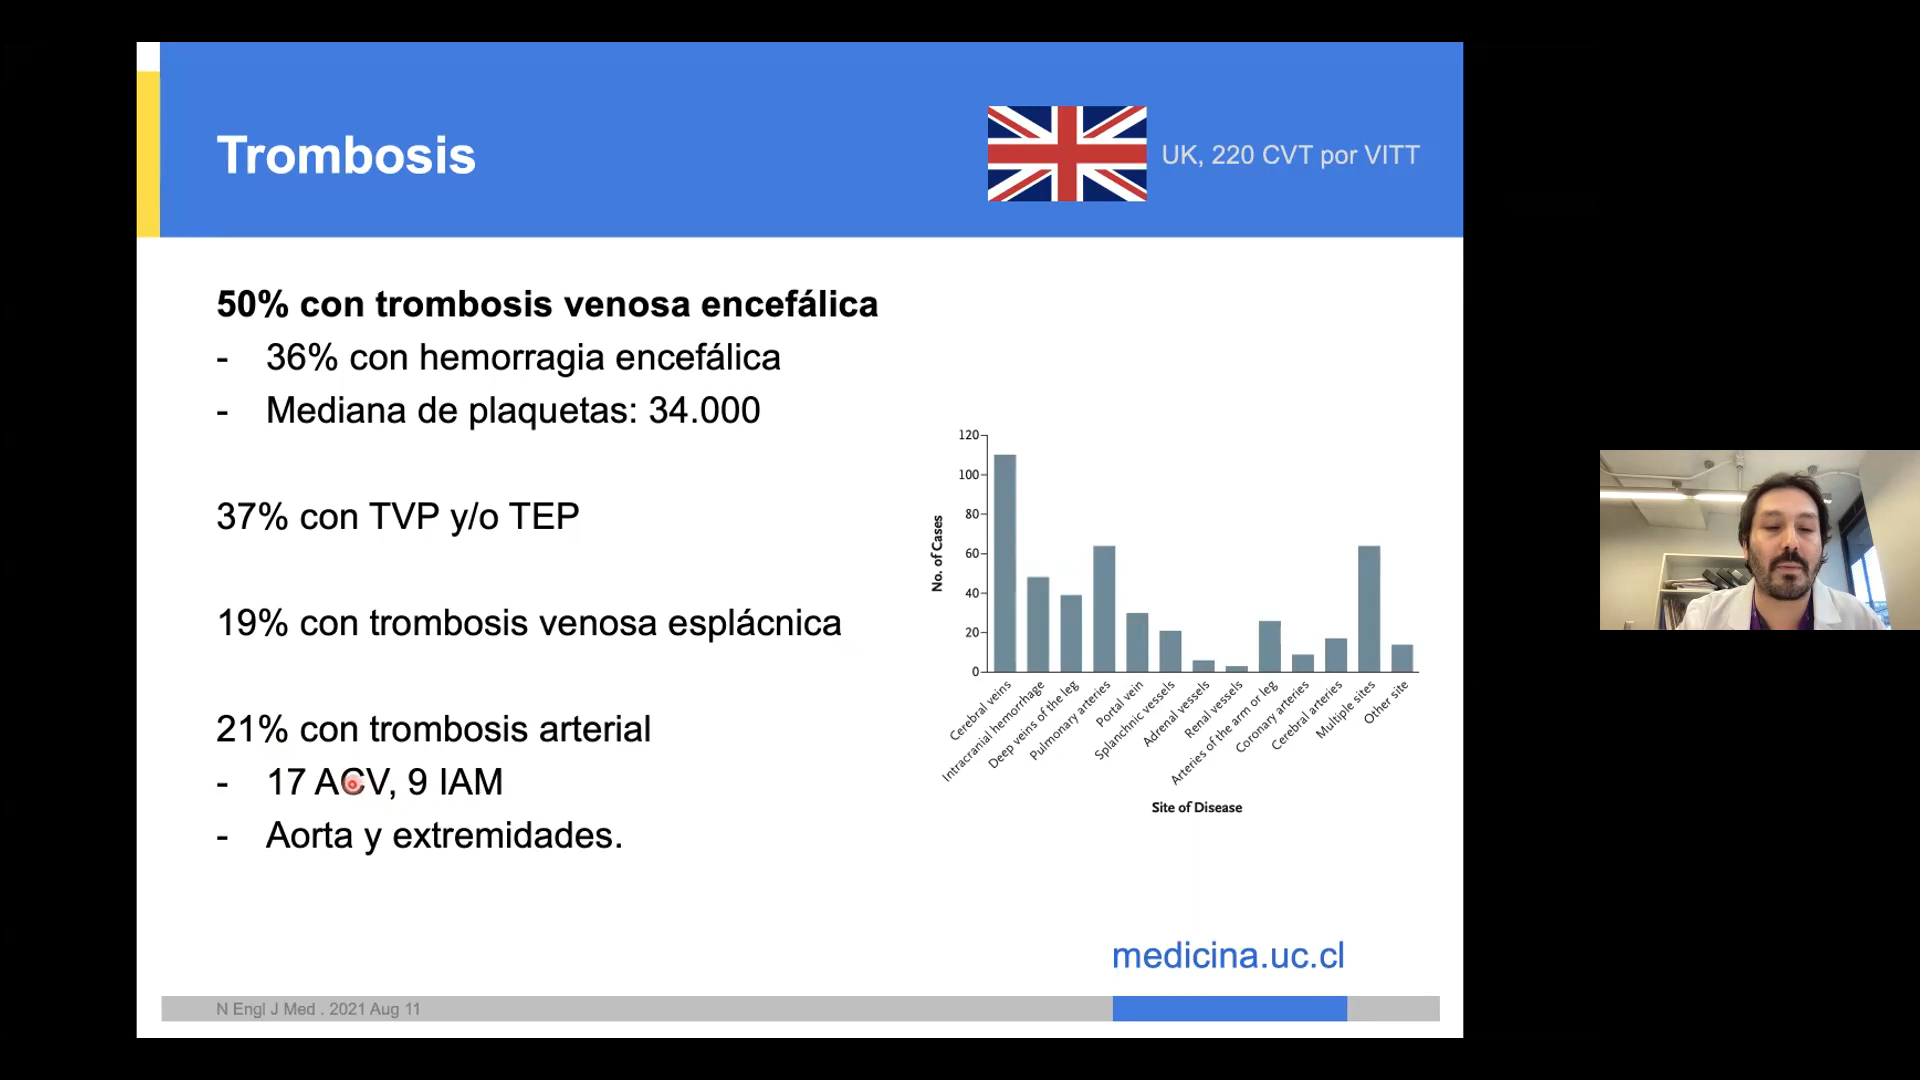 Trombosis
UK, 220 CVT por VITT
50% con trombosis venosa encefálica
- 36% con hemorragia encefálica
- Mediana de plaquetas: 34.000
37% con TVP y/o TEP
19% con trombosis venosa esplácnica
21% con trombosis arterial
- 17 ACV, 9 IAM
- Aorta y extremidades.
No. of Cases
120
100
80
60
40
20
0
Cerebral veins
Intracranial hemorrhage
Deep veins of the leg
Pulmonary arteries
Portal vein
Splanchnic vessels
Adrenal vessels
Renal vessels
Arteries of the arm or leg
Coronary arteries
Cerebral arteries
Multiple sites
Other site
Site of Disease
medicina.uc.cl
N Engl J Med . 2021 Aug 11